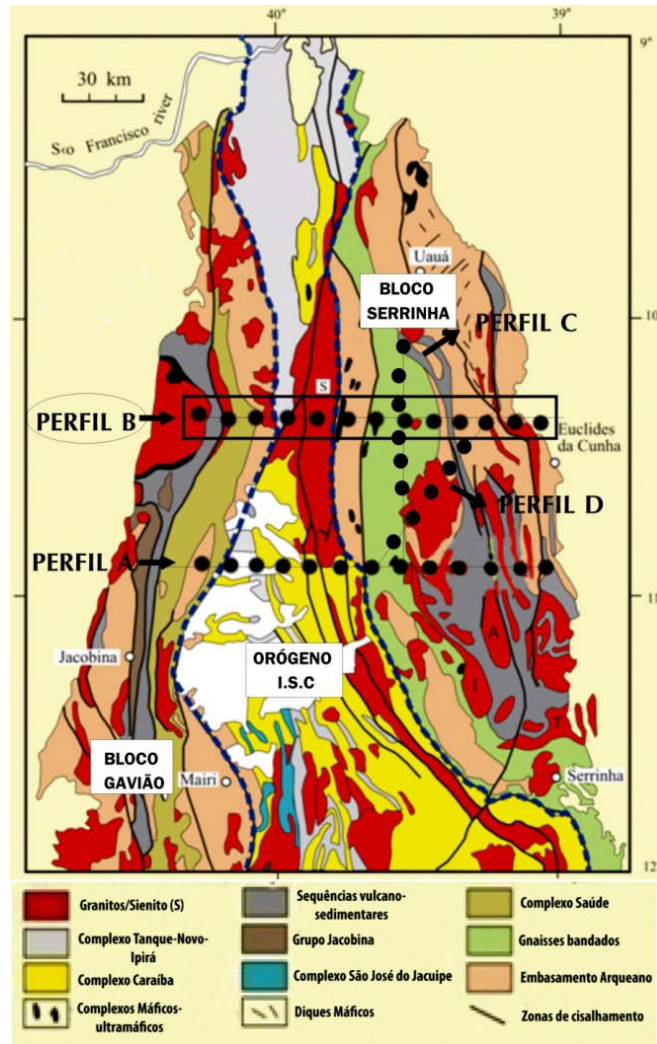 40°
39°
9°
30 km
S‹o Francisco river
Uauá
BLOCO
SERRINHA
10°
PERFIL C
S
PERFIL B
Euclides
da Cunha
PERFIL D
PERFIL A
11°
Jacobina
A
ORÓGENO
I.S.C
I
T
BLOCO
GAVIÃO
Mairi
Serrinha
12
Granitos/Sienito (S)
Sequências vulcano-
sedimentares
Complexo Saúde
Complexo Tanque-Novo-
Ipirá
Grupo Jacobina
Gnaisses bandados
Complexo Caraíba
Complexo São José do Jacuipe
Embasamento Arqueano
Complexos Máficos-
ultramáficos
Diques Máficos
Zonas de cisalhamento